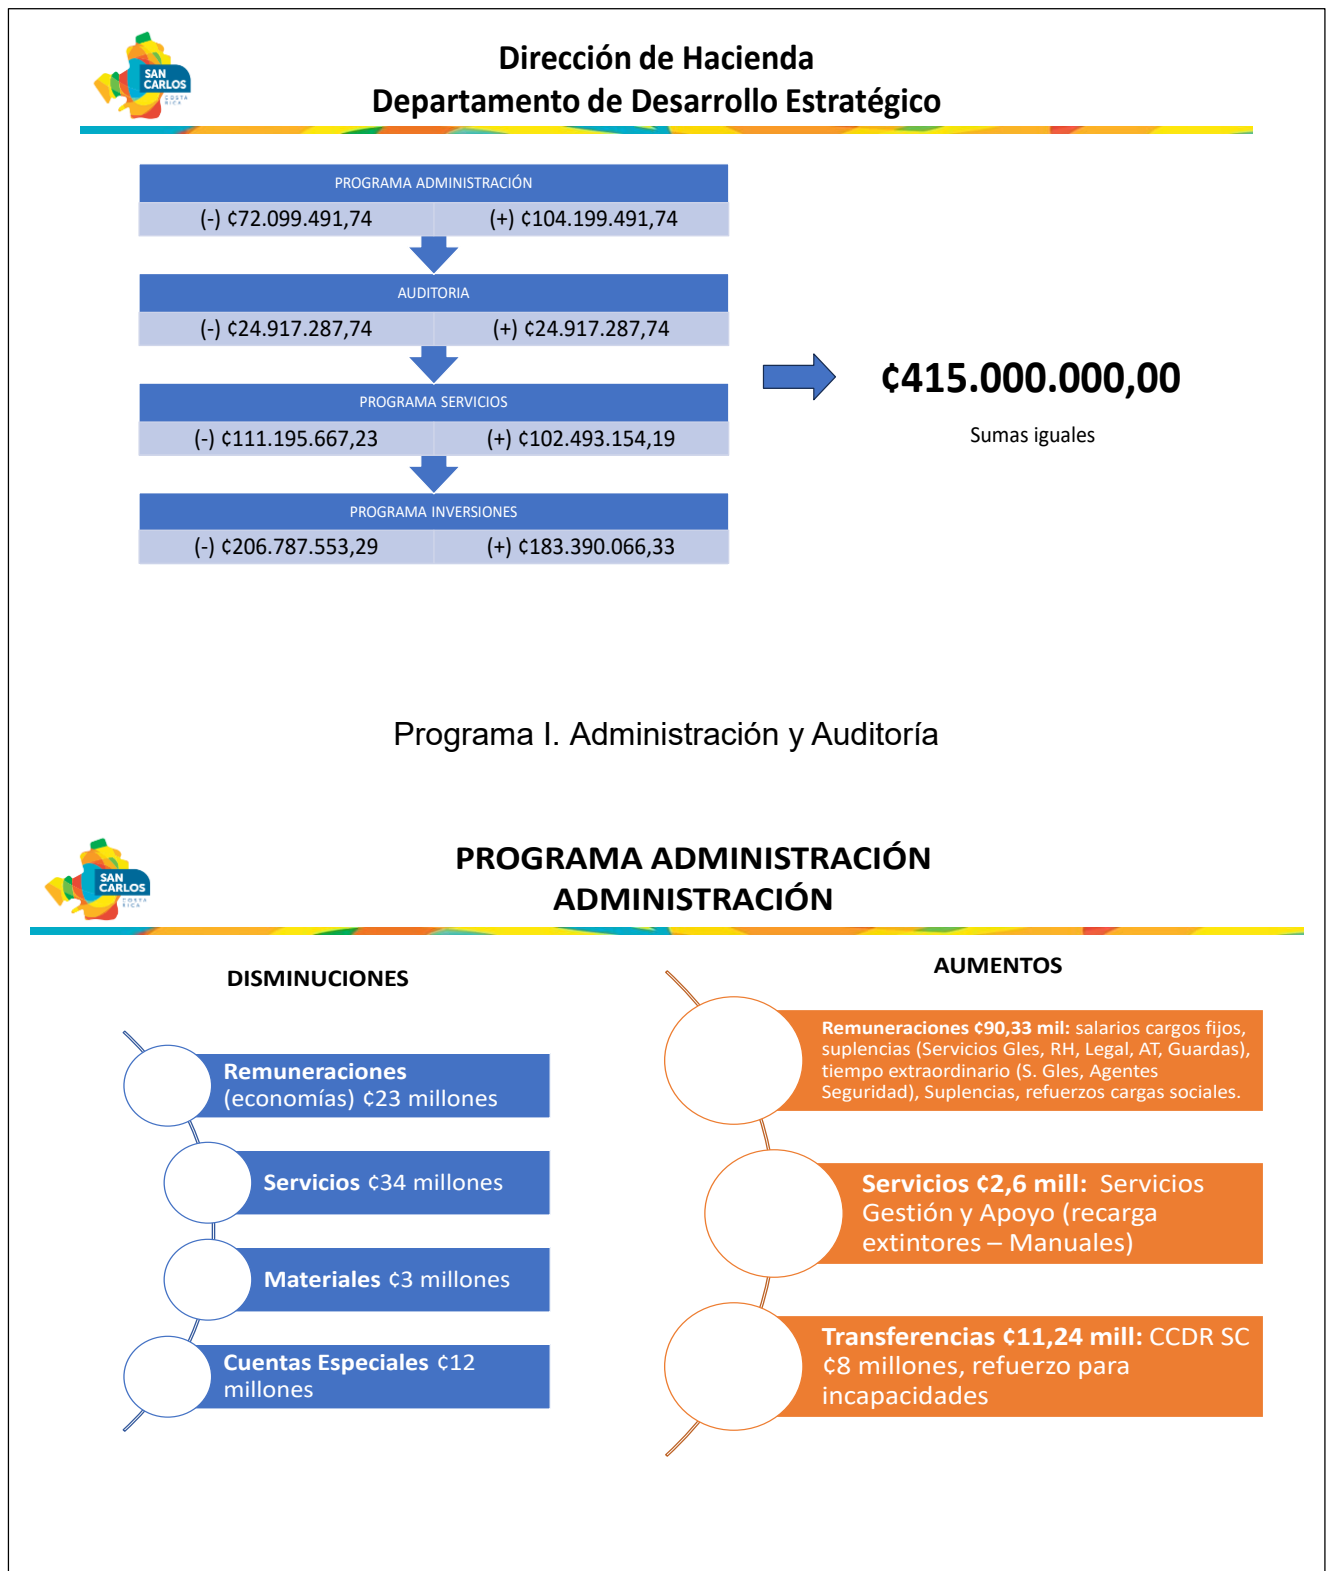 SAN
CARLOS
COSTA
RICA
Dirección de Hacienda
Departamento de Desarrollo Estratégico
PROGRAMA ADMINISTRACIÓN
(-) ¢72.099.491,74 (+) ¢104.199.491,74
AUDITORIA
(-) ¢24.917.287,74 (+) ¢24.917.287,74
PROGRAMA SERVICIOS
(-) ¢111.195.667,23 (+) ¢102.493.154,19
PROGRAMA INVERSIONES
(-) ¢206.787.553,29 (+) ¢183.390.066,33
¢415.000.000,00
Sumas iguales
Programa I. Administración y Auditoría
SAN
CARLOS
COSTA
RICA
PROGRAMA ADMINISTRACIÓN
ADMINISTRACIÓN
DISMINUCIONES
Remuneraciones
(economías) ¢23 millones
Servicios ¢34 millones
Materiales ¢3 millones
Cuentas Especiales ¢12
millones
AUMENTOS
Remuneraciones ¢90,33 mil: salarios cargos fijos,
suplencias (Servicios Gles, RH, Legal, AT, Guardas),
tiempo extraordinario (S. Gles, Agentes
Seguridad), Suplencias, refuerzos cargas sociales.
Servicios ¢2,6 mill: Servicios
Gestión y Apoyo (recarga
extintores – Manuales)
Transferencias ¢11,24 mill: CCDR SC
¢8 millones, refuerzo para
incapacidades